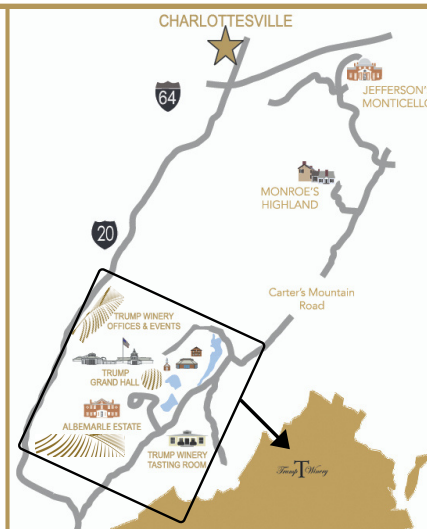 CHARLOTTESVILLE
64
JEFFERSON'S
MONTICELLO
MONROE'S
HIGHLAND
20
Carter's Mountain
Road
TRUMP WINERY
OFFICES & EVENTS
TRUMP
GRAND HALL
ALBEMARLE ESTATE
TRUMP WINERY
TASTING ROOM
Trump T Winery